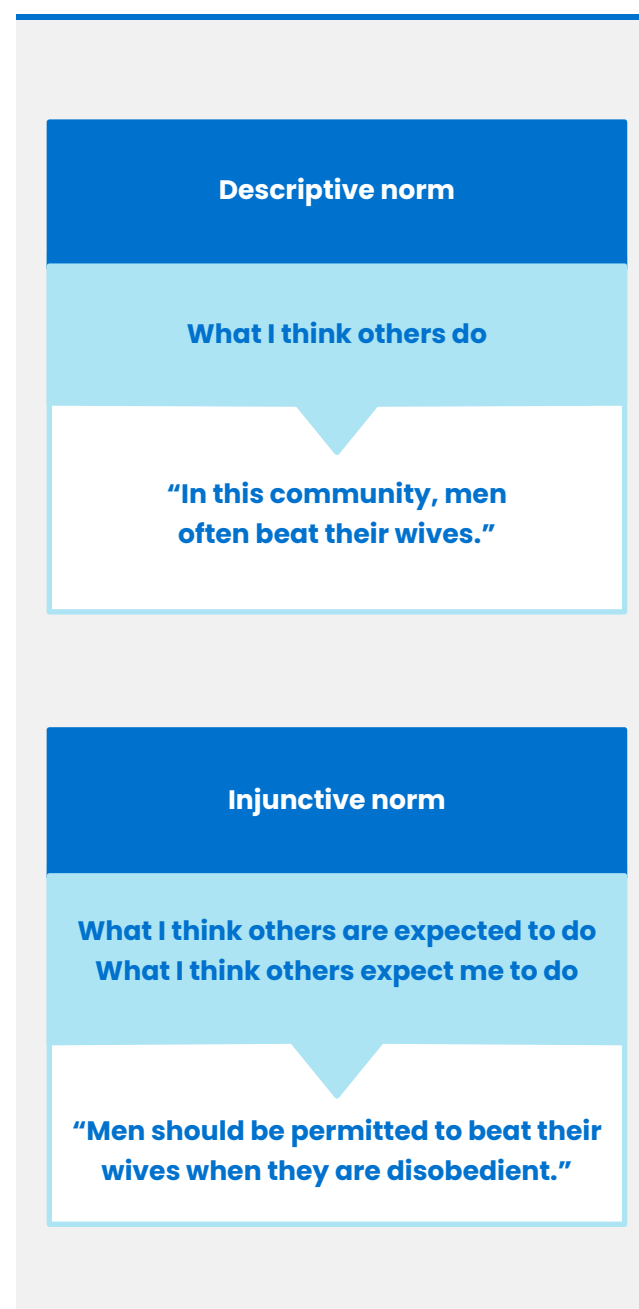 Descriptive norm
What I think others do
“In this community, men
often beat their wives.”
Injunctive norm
What I think others are expected to do
What I think others expect me to do
“Men should be permitted to beat their
wives when they are disobedient.”